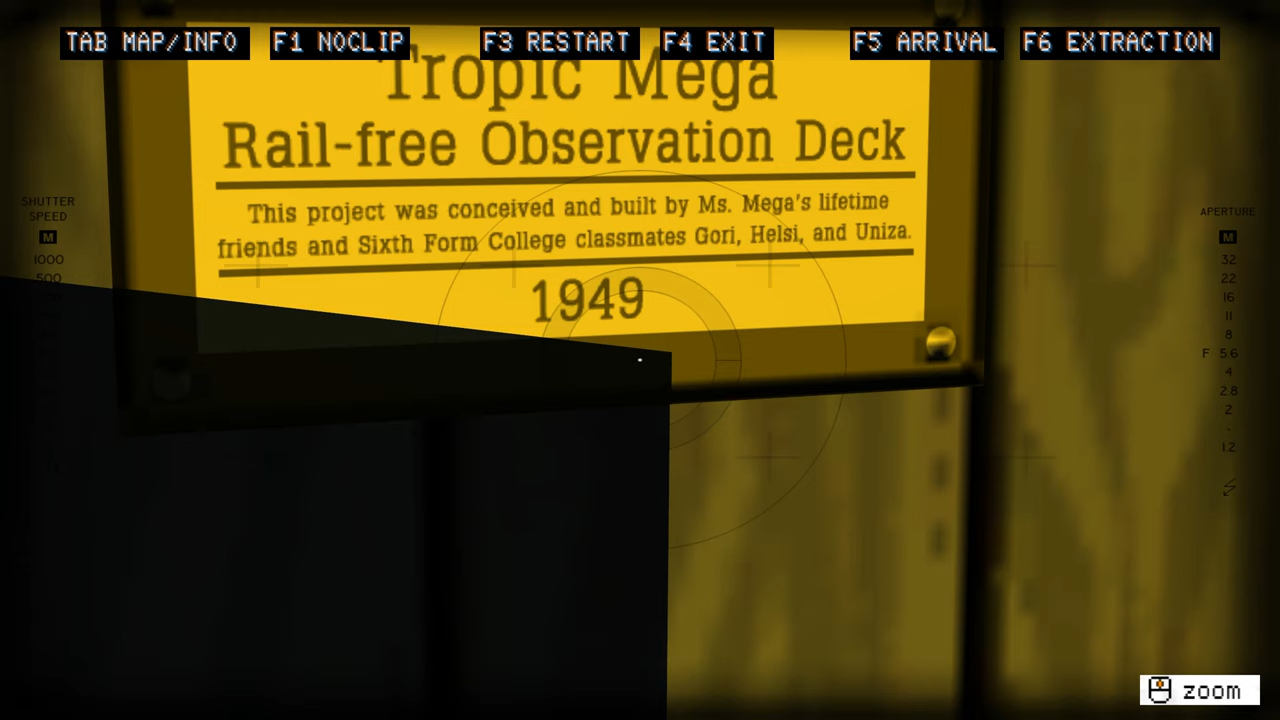 TAB MAP/INFO F1 NOCLIP F3 RESTART F4 EXIT F5 ARRIVAL F6 EXTRACTION
Tropic Mega
Rail-free Observation Deck
This project was conceived and built by Ms. Mega's lifetime
friends and Sixth Form College classmates Gori, Helsi, and Uniza.
1949
SHUTTER
SPEED
M
1000
500
APERTURE
M
32
22
16
11
8
F 5.6
4
2.8
2
·
1.2
zoom